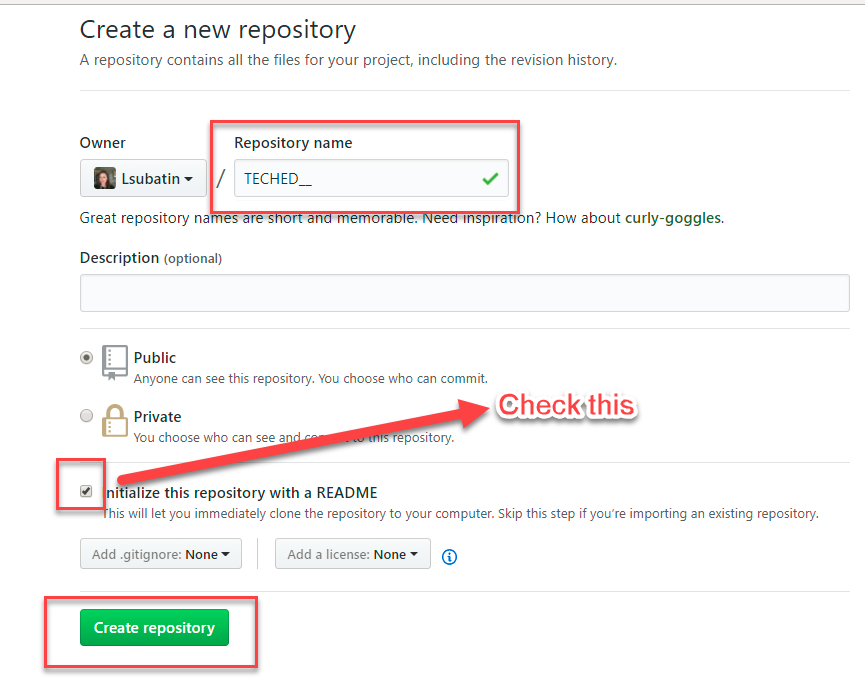 Create a new repository
A repository contains all the files for your project, including the revision history.
Owner
Repository name
Lsubatin
/
TECHED__
Great repository names are short and memorable. Need inspiration? How about curly-goggles.
Description (optional)
Public
Anyone can see this repository. You choose who can commit.
Check this
Private
You choose who can see and commit to this repository.
nitialize this repository with a README
This will let you immediately clone the repository to your computer. Skip this step if you're importing an existing repository.
Add .gitignore: None
Add a license: None
Create repository